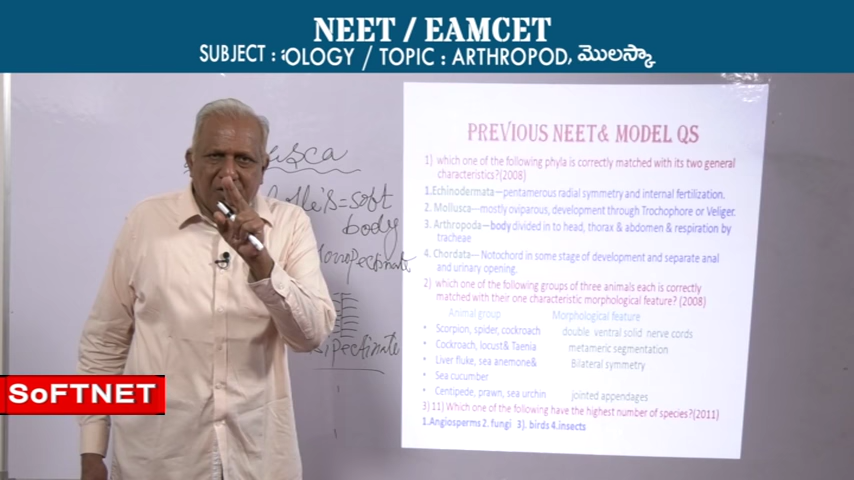 NEET / EAMCET
SUBJECT : OLOGY / TOPIC : ARTHROPOD, మొలస్కా
usca
Molle's = soft
body
Monopectinate
Bipectinate
PREVIOUS NEET& MODEL QS
1) which one of the following phyla is correctly matched with its two general
characteristics?(2008)
1.Echinodermata—pentamerous radial symmetry and internal fertilization.
2. Mollusca—mostly oviparous, development through Trochophore or Veliger.
3. Arthropoda—body divided in to head, thorax & abdomen & respiration by
tracheae
4. Chordata--- Notochord in some stage of development and separate anal
and urinary opening.
2) which one of the following groups of three animals each is correctly
matched with their one characteristic morphological feature? (2008)
Animal group Morphological feature
• Scorpion, spider, cockroach double ventral solid nerve cords
• Cockroach, locust& Taenia metameric segmentation
• Liver fluke, sea anemone& Bilateral symmetry
• Sea cucumber
• Centipede, prawn, sea urchin jointed appendages
3) 11) Which one of the following have the highest number of species?(2011)
1.Angiosperms 2. fungi 3). birds 4.insects
SoFTNET